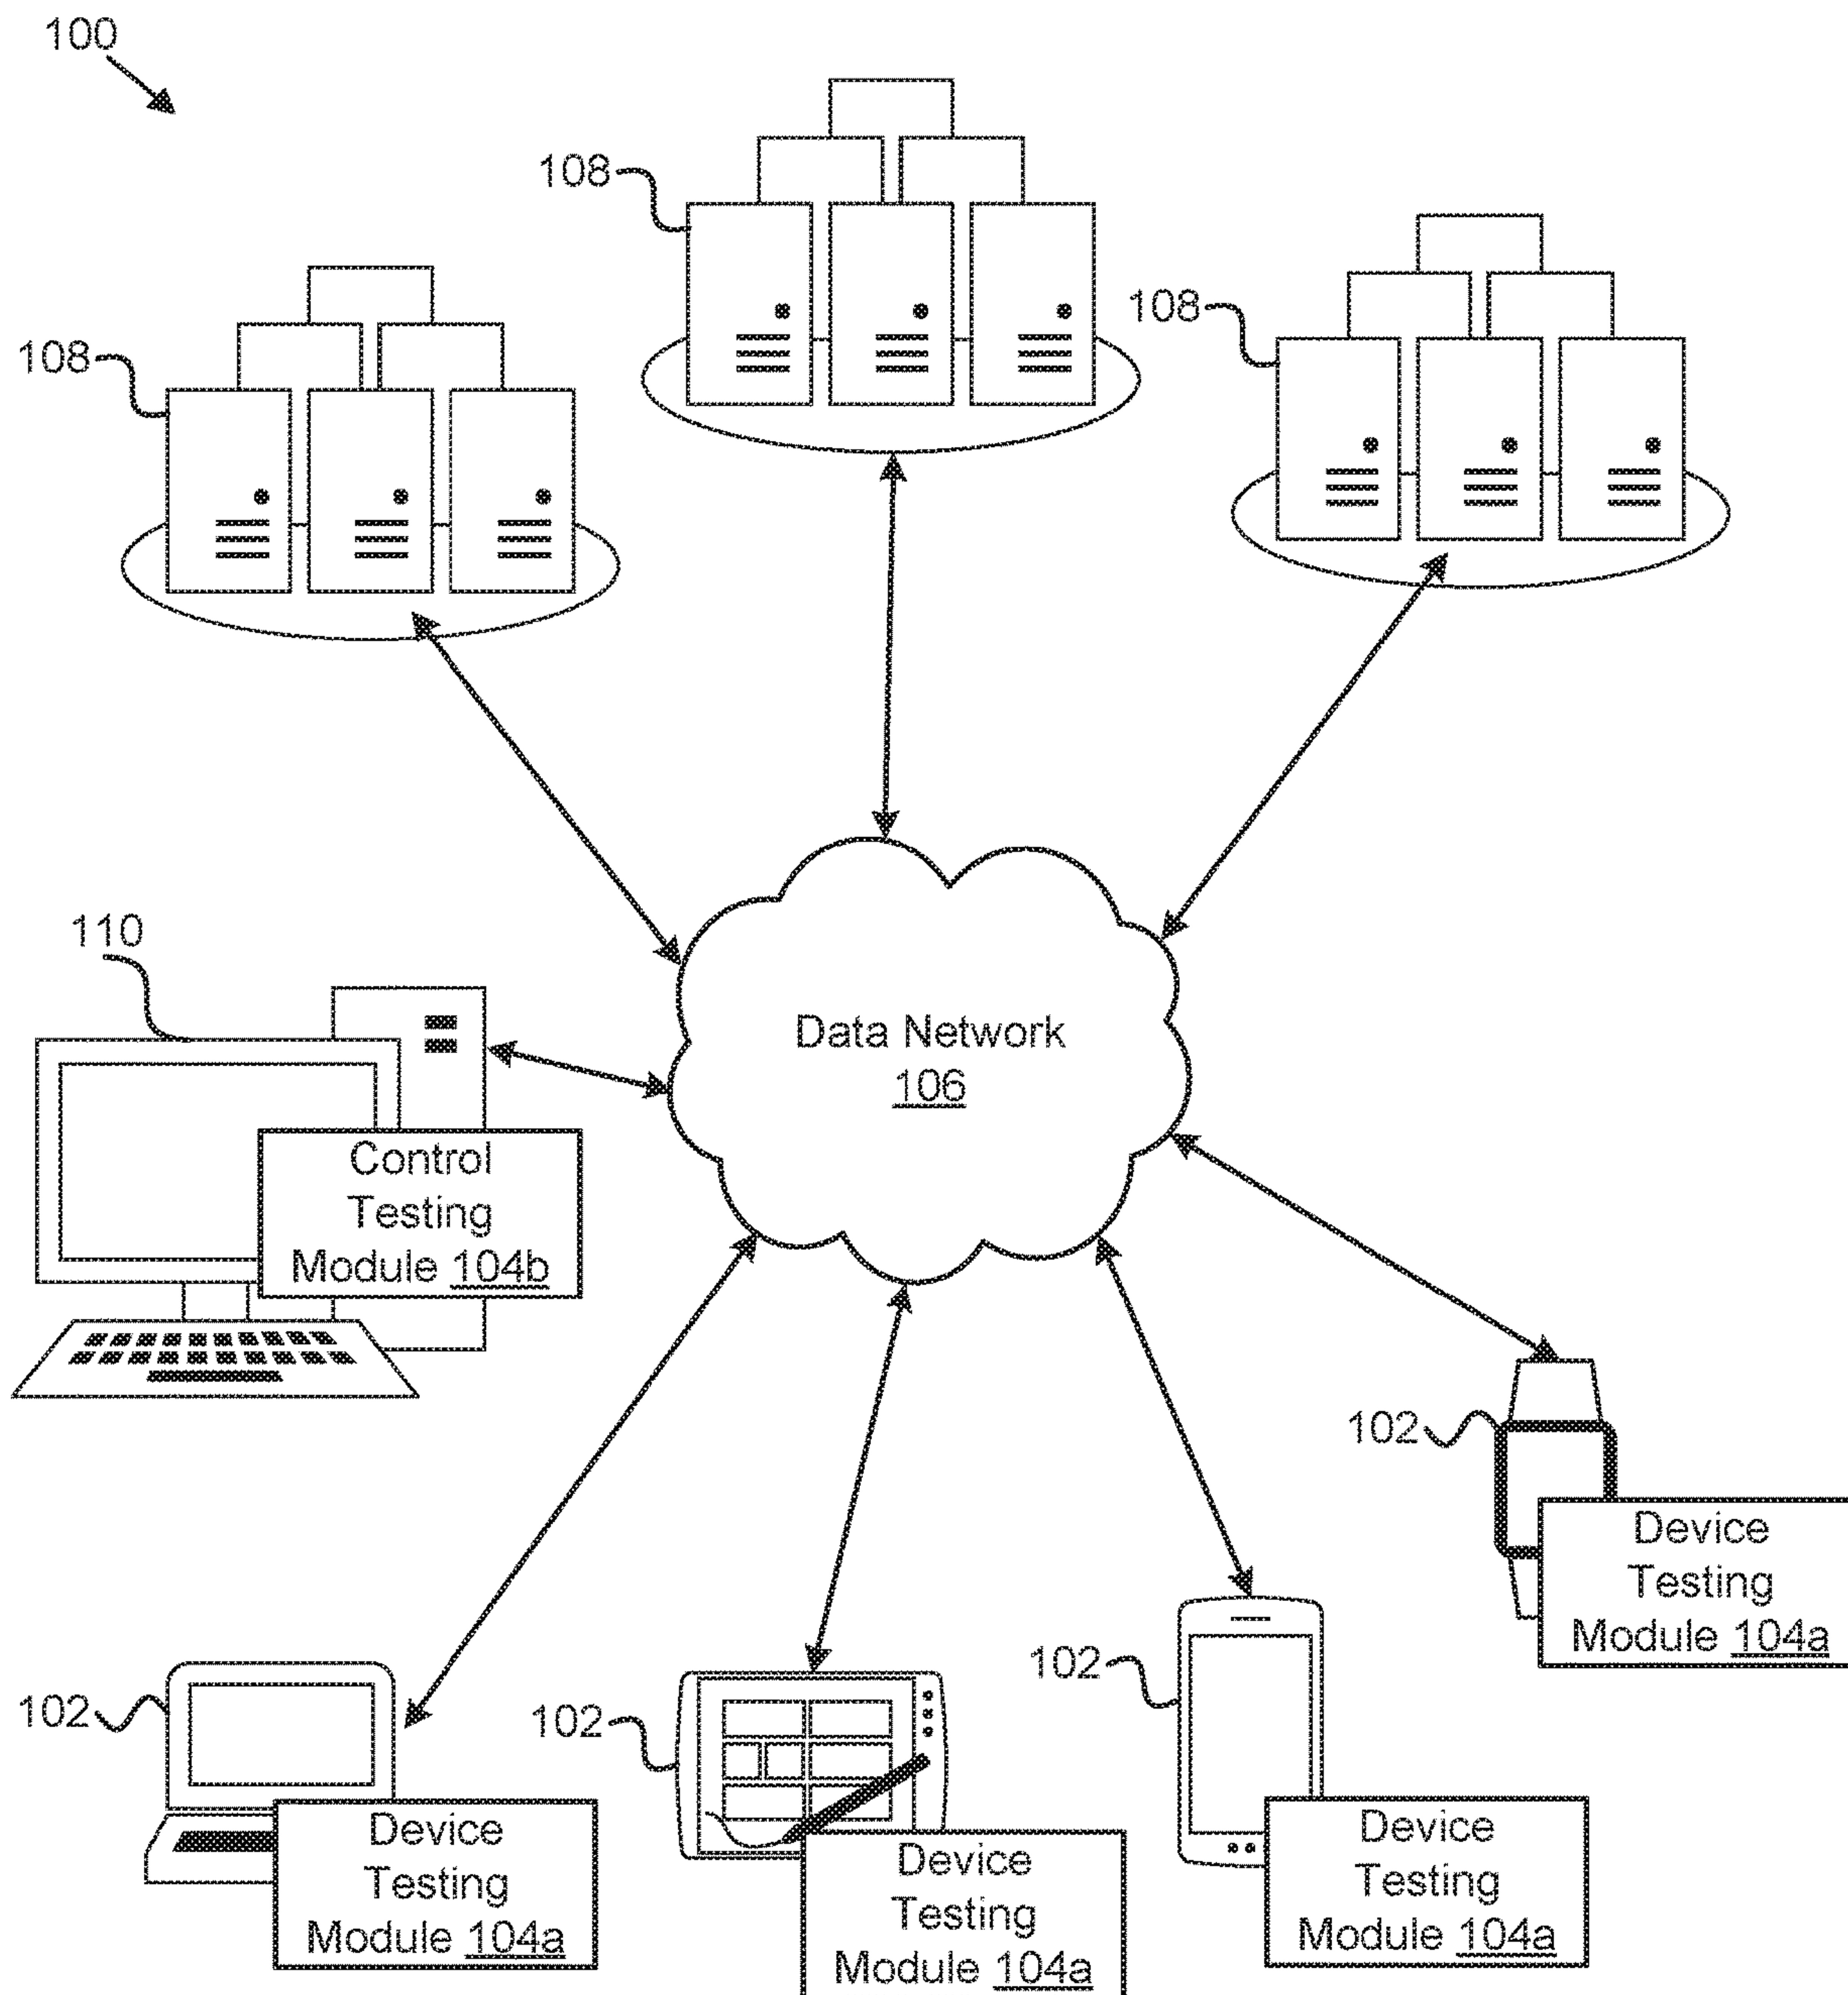 100
108
108
108
110
Data Network
106
Control
Testing
Module 104b
102
Device
Testing
Module 104a
102
Device
Testing
Module 104a
102
Device
Testing
Module 104a
102
Device
Testing
Module 104a